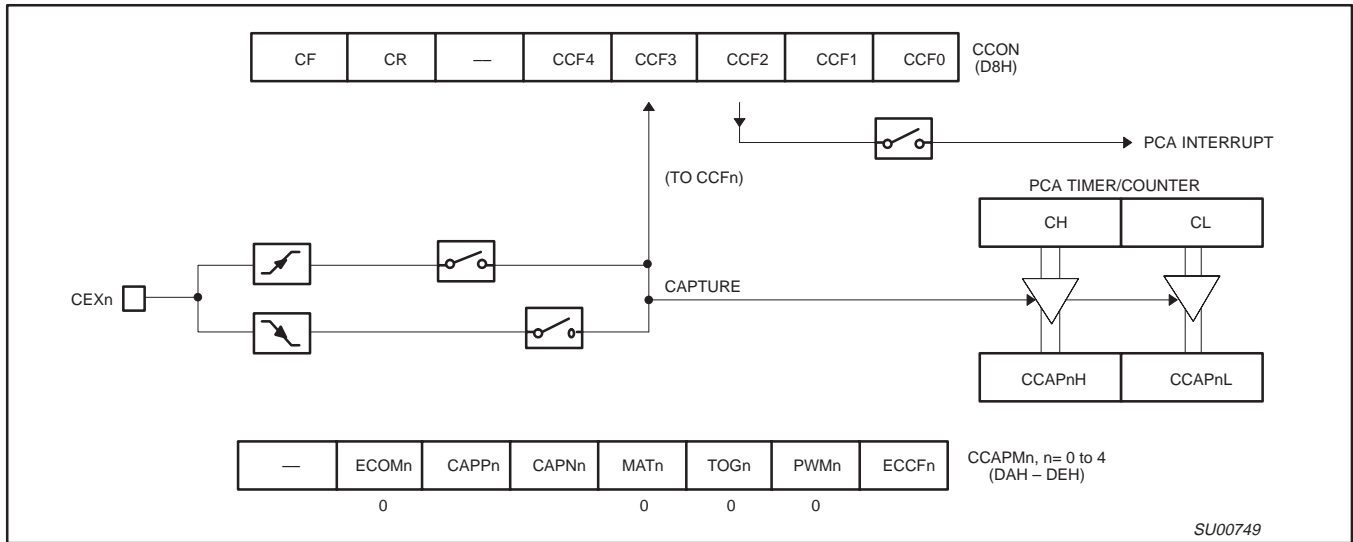 CF CR — CCF4 CCF3 CCF2 CCF1 CCF0 CCON
(D8H)
PCA INTERRUPT
(TO CCFn)
PCA TIMER/COUNTER
CH CL
CEXn
CAPTURE
CCAPnH CCAPnL
— ECOMn CAPPn CAPNn MATn TOGn PWMn ECCFn CCAPMn, n= 0 to 4
(DAH – DEH)
0 0 0 0
SU00749